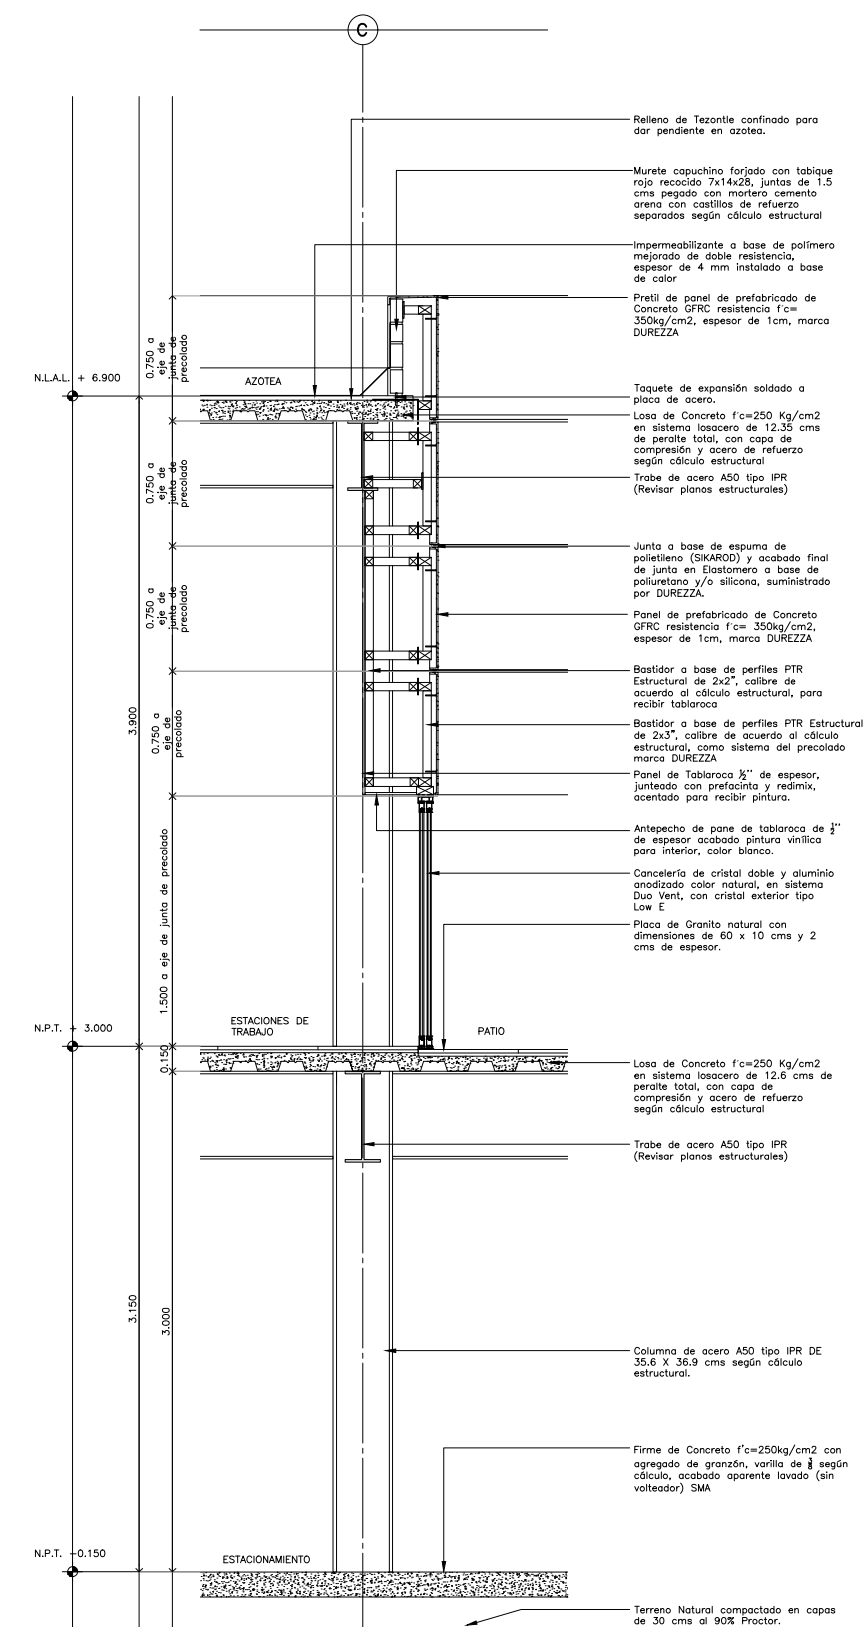 C
Relleno de Tezontle confinado para
dar pendiente en azotea.
Murete capuchino forjado con tabique
rojo recocido 7x14x28, juntas de 1.5
cms pegado con mortero cemento
arena con castillos de refuerzo
separados según cálculo estructural
Impermeabilizante a base de polímero
mejorado de doble resistencia,
espesor de 4 mm instalado a base
de calor
Pretil de panel de prefabricado de
Concreto GFRC resistencia f'c=
350kg/cm2, espesor de 1cm, marca
DUREZZA
0.750 a
eje de
junta de
precolado
N.L.A.L. + 6.900
AZOTEA
Taquete de expansión soldado a
placa de acero.
Losa de Concreto f'c=250 Kg/cm2
en sistema losacero de 12.35 cms
de peralte total, con capa de
compresión y acero de refuerzo
según cálculo estructural
Trabe de acero A50 tipo IPR
(Revisar planos estructurales)
0.750 a
eje de
junta de
precolado
Junta a base de espuma de
polietileno (SIKAROD) y acabado final
de junta en Elastomero a base de
poliuretano y/o silicona, suministrado
por DUREZZA.
0.750 a
eje de
junta de
precolado
Panel de prefabricado de Concreto
GFRC resistencia f'c= 350kg/cm2,
espesor de 1cm, marca DUREZZA
Bastidor a base de perfiles PTR
Estructural de 2x2", calibre de
acuerdo al cálculo estructural, para
recibir tablaroca
3.900
0.750 a
eje de
junta de
precolado
Bastidor a base de perfiles PTR Estructural
de 2x3", calibre de acuerdo al cálculo
estructural, como sistema del precolado
marca DUREZZA
Panel de Tablaroca ½'' de espesor,
junteado con prefacinta y redimix,
acentado para recibir pintura.
Antepecho de pane de tablaroca de ½''
de espesor acabado pintura vinílica
para interior, color blanco.
1.500 a eje de junta de precolado
Cancelería de cristal doble y aluminio
anodizado color natural, en sistema
Duo Vent, con cristal exterior tipo
Low E
Placa de Granito natural con
dimensiones de 60 x 10 cms y 2
cms de espesor.
N.P.T. + 3.000
ESTACIONES DE
TRABAJO
PATIO
0.150
Losa de Concreto f'c=250 Kg/cm2
en sistema losacero de 12.6 cms de
peralte total, con capa de
compresión y acero de refuerzo
según cálculo estructural
Trabe de acero A50 tipo IPR
(Revisar planos estructurales)
3.150
3.000
Columna de acero A50 tipo IPR DE
35.6 X 36.9 cms según cálculo
estructural.
Firme de Concreto f'c=250kg/cm2 con
agregado de granzón, varilla de ⅜ según
cálculo, acabado aparente lavado (sin
volteador) SMA
N.P.T. -0.150
ESTACIONAMIENTO
Terreno Natural compactado en capas
de 30 cms al 90% Proctor.